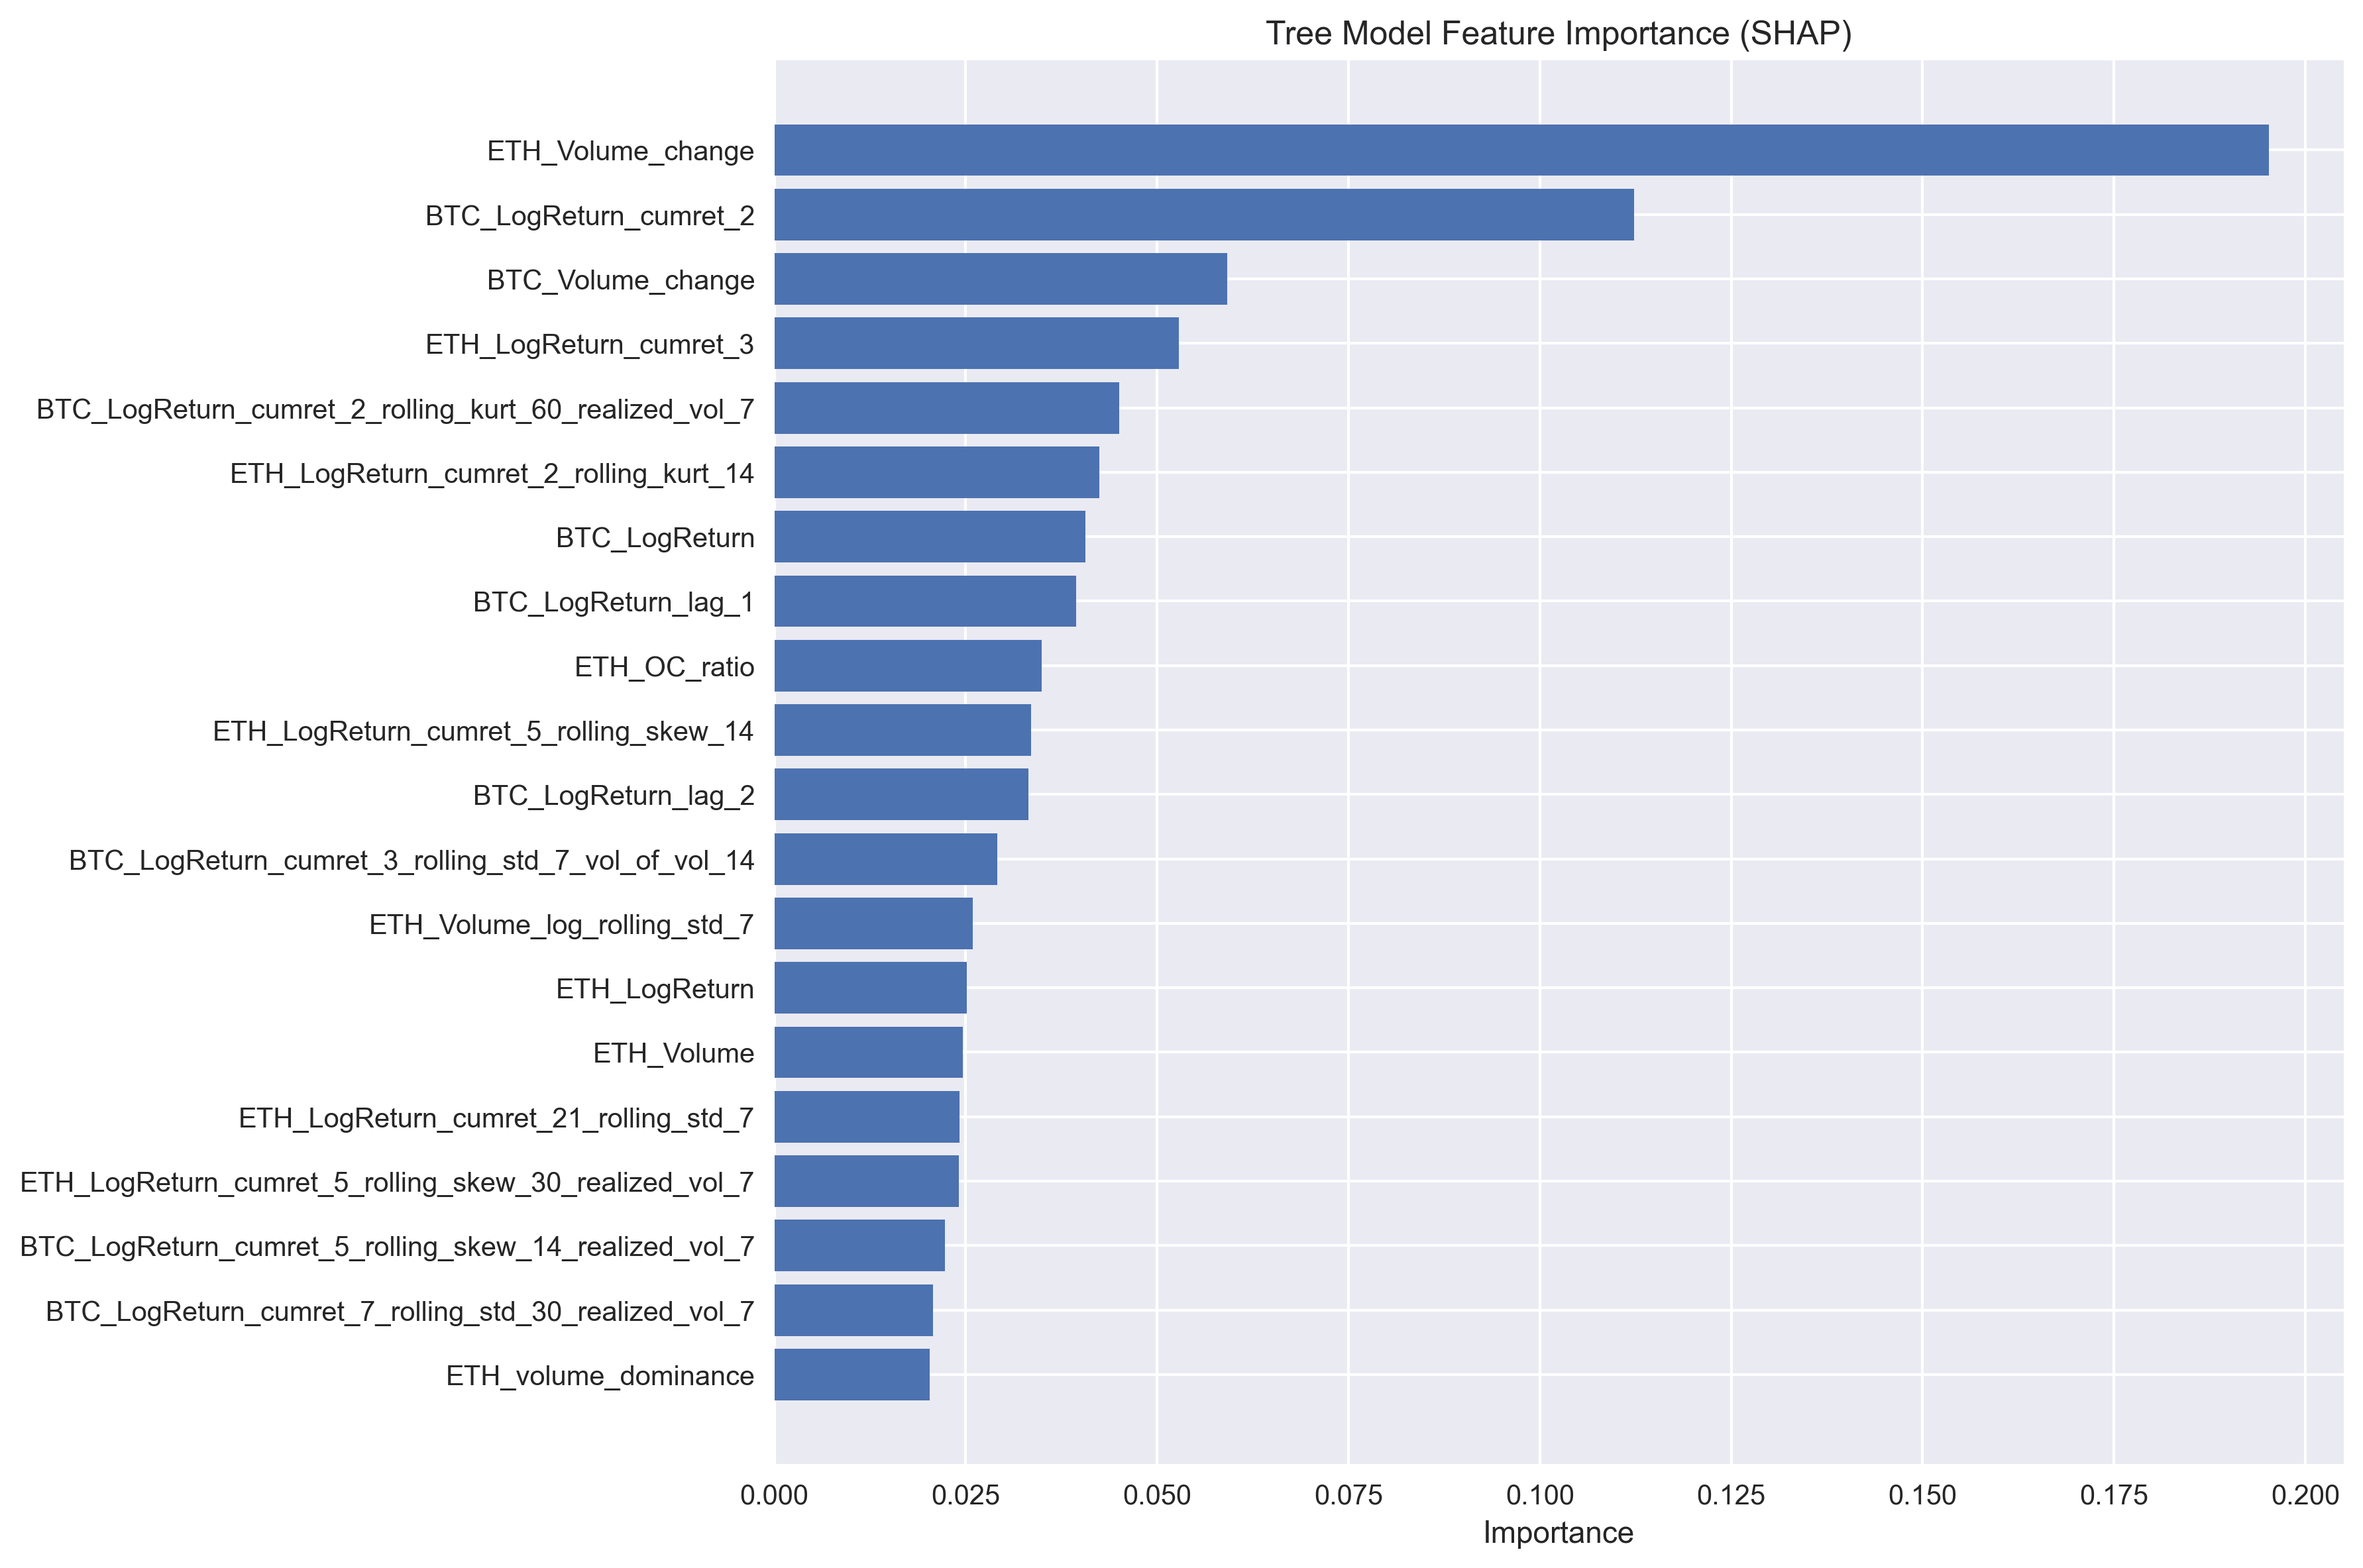 Tree Model Feature Importance (SHAP)
ETH_Volume_change
BTC_LogReturn_cumret_2
BTC_Volume_change
ETH_LogReturn_cumret_3
BTC_LogReturn_cumret_2_rolling_kurt_60_realized_vol_7
ETH_LogReturn_cumret_2_rolling_kurt_14
BTC_LogReturn
BTC_LogReturn_lag_1
ETH_OC_ratio
ETH_LogReturn_cumret_5_rolling_skew_14
BTC_LogReturn_lag_2
BTC_LogReturn_cumret_3_rolling_std_7_vol_of_vol_14
ETH_Volume_log_rolling_std_7
ETH_LogReturn
ETH_Volume
ETH_LogReturn_cumret_21_rolling_std_7
ETH_LogReturn_cumret_5_rolling_skew_30_realized_vol_7
BTC_LogReturn_cumret_5_rolling_skew_14_realized_vol_7
BTC_LogReturn_cumret_7_rolling_std_30_realized_vol_7
ETH_volume_dominance
0.000 0.025 0.050 0.075 0.100 0.125 0.150 0.175 0.200
Importance